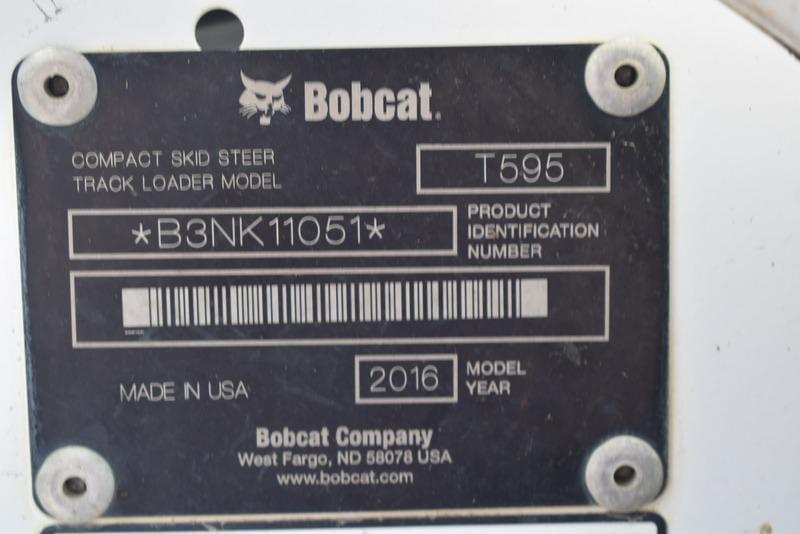 Bobcat.
COMPACT SKID STEER
TRACK LOADER MODEL
T595
*B3NK11051*
PRODUCT
IDENTIFICATION
NUMBER
MADE IN USA
2016
MODEL
YEAR
Bobcat Company
West Fargo, ND 58078 USA
www.bobcat.com